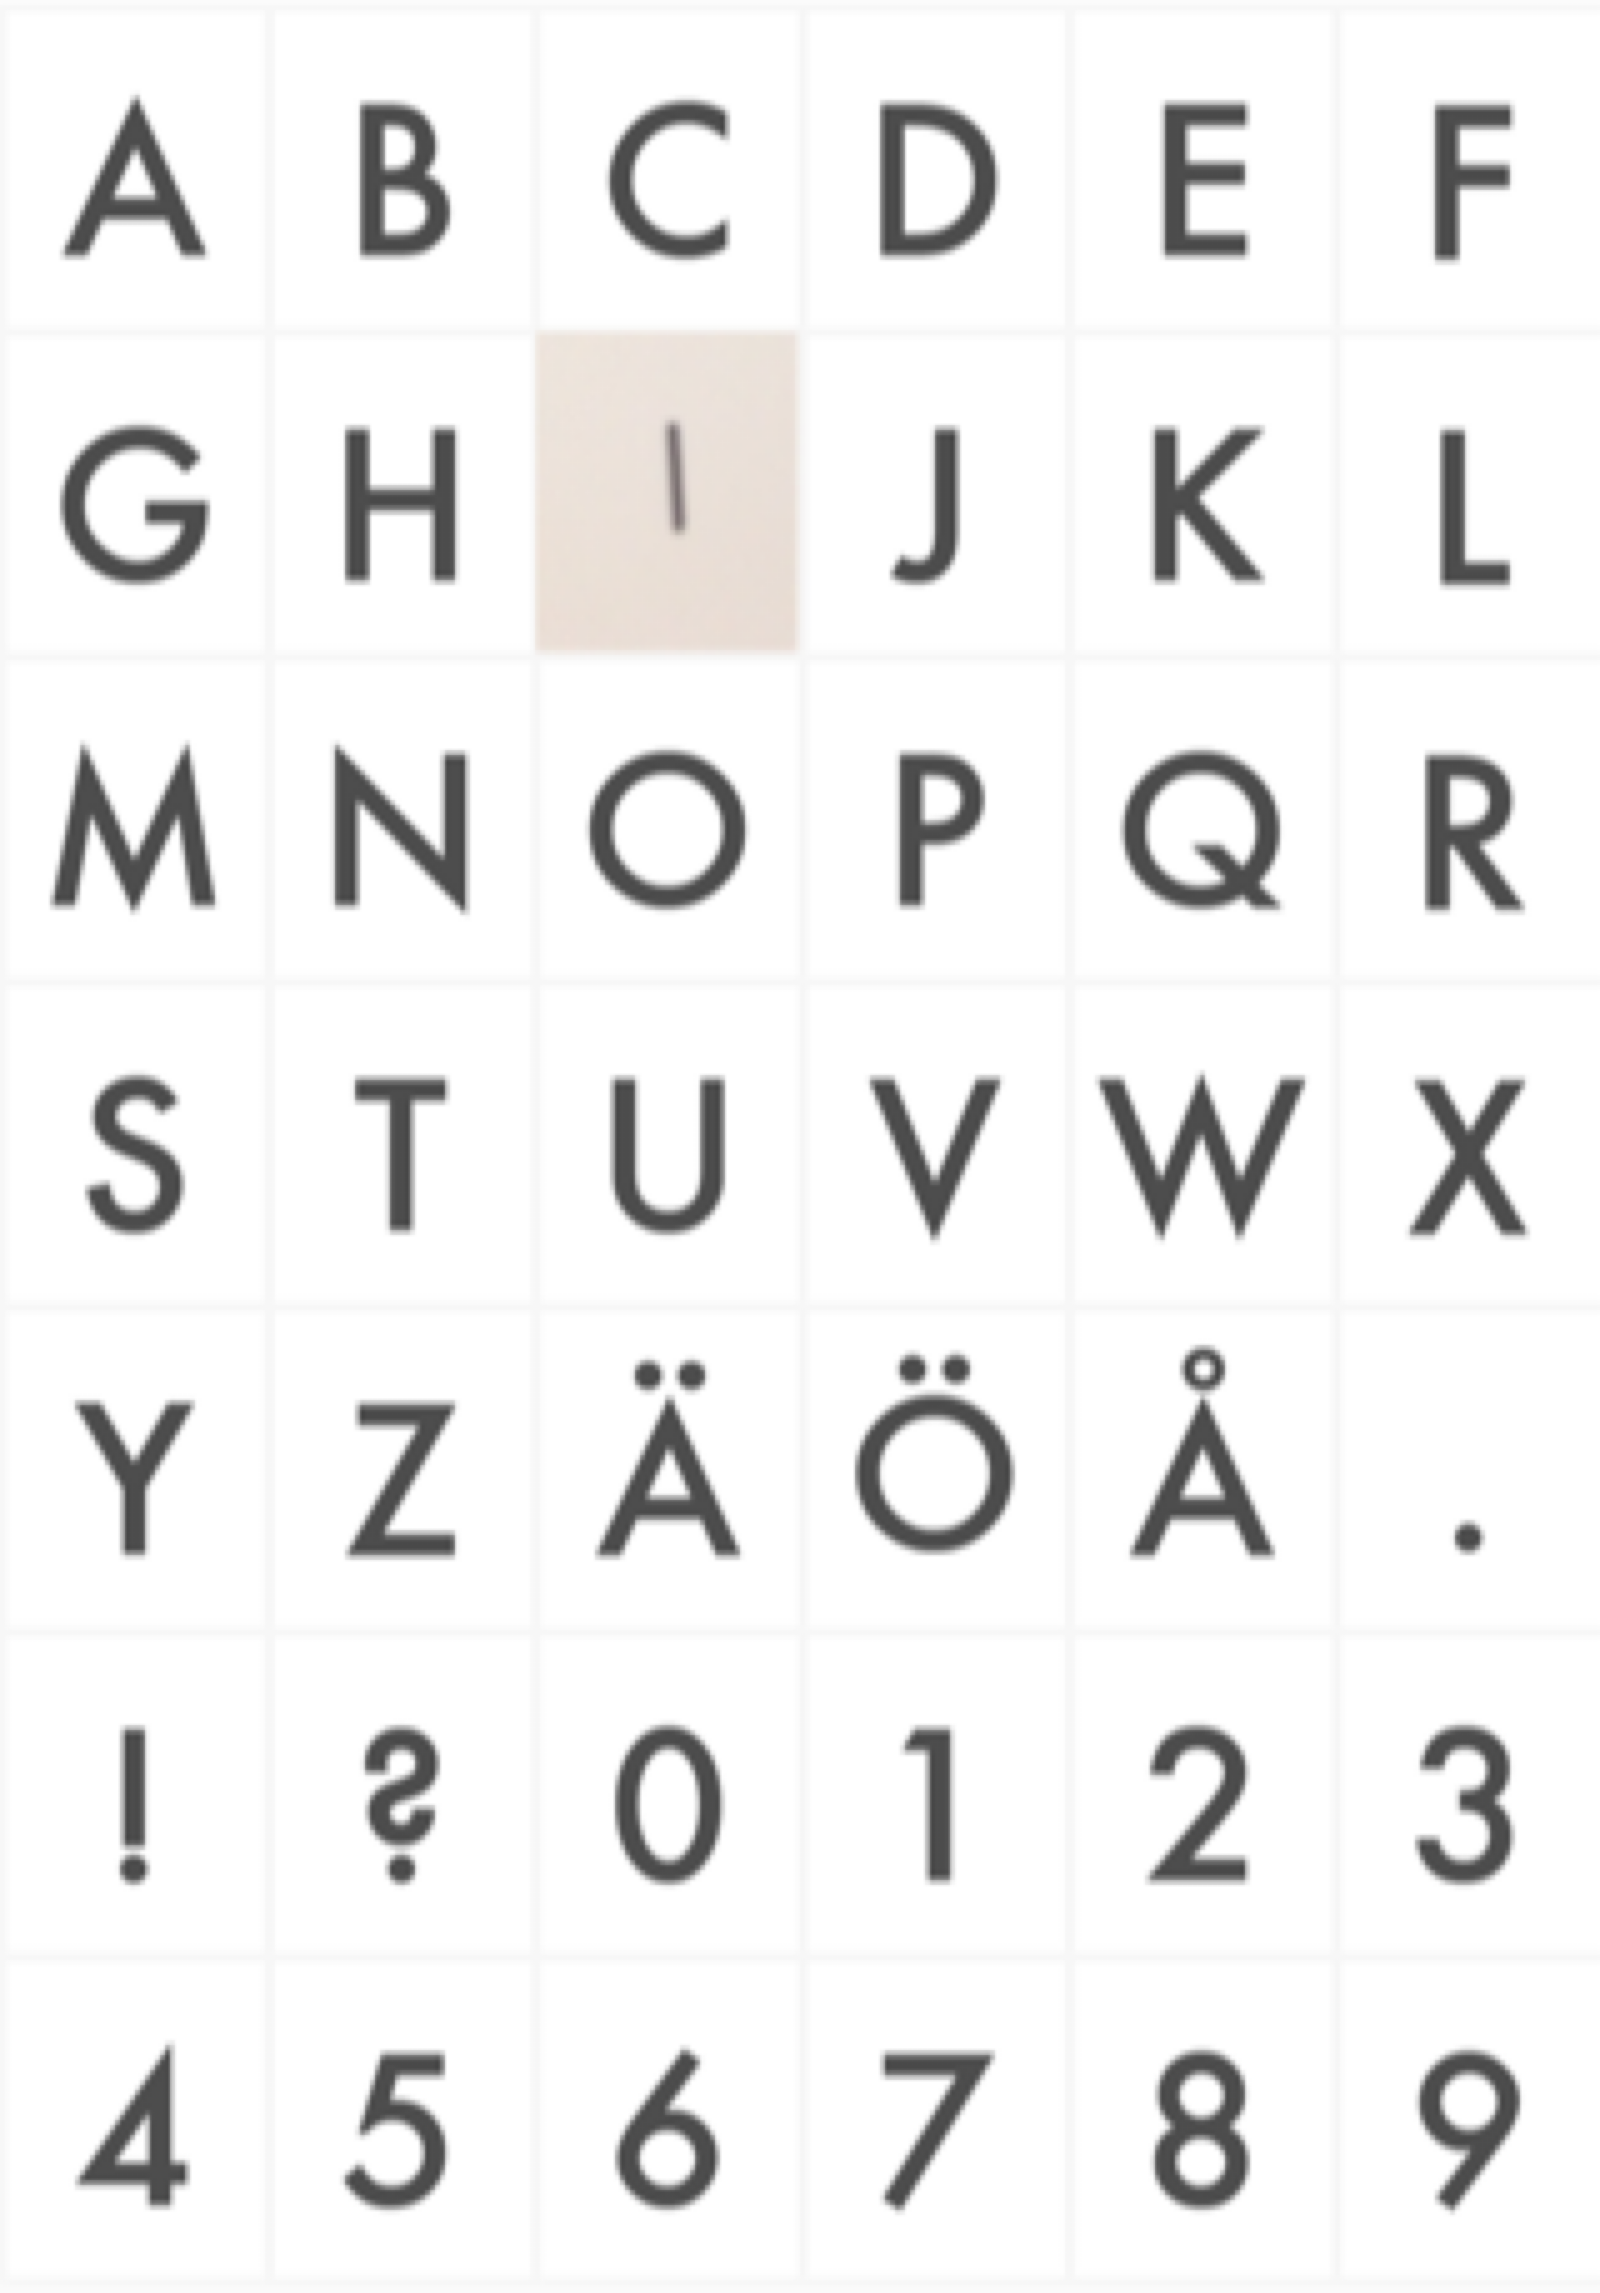 A B C D E F
G H I J K L
M N O P Q R
S T U V W X
Y Z Ä Ö Å .
! ? 0 1 2 3
4 5 6 7 8 9